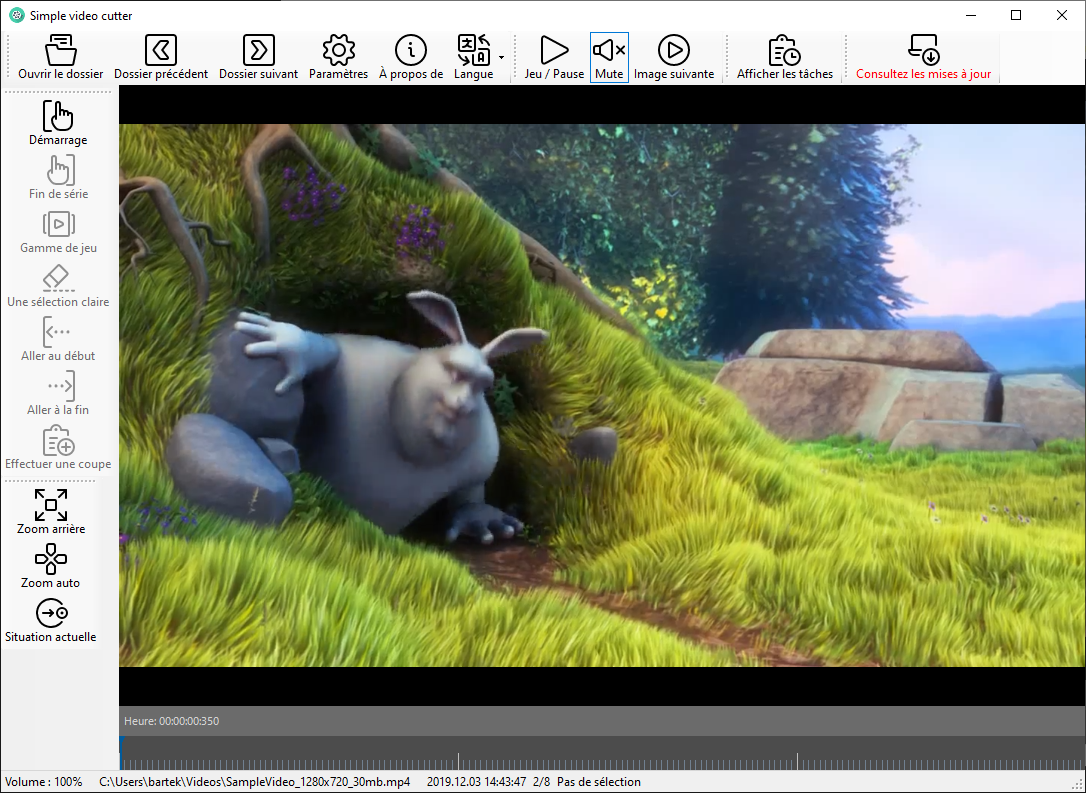 Simple video cutter
Ouvrir le dossier Dossier précédent Dossier suivant Paramètres À propos de Langue Jeu / Pause Mute Image suivante Afficher les tâches Consultez les mises à jour
Démarrage
Fin de série
Gamme de jeu
Une sélection claire
Aller au début
Aller à la fin
Effectuer une coupe
Zoom arrière
Zoom auto
Situation actuelle
Heure: 00:00:00:350
Volume : 100% C:\Users\bartek\Videos\SampleVideo_1280x720_30mb.mp4 2019.12.03 14:43:47 2/8 Pas de sélection